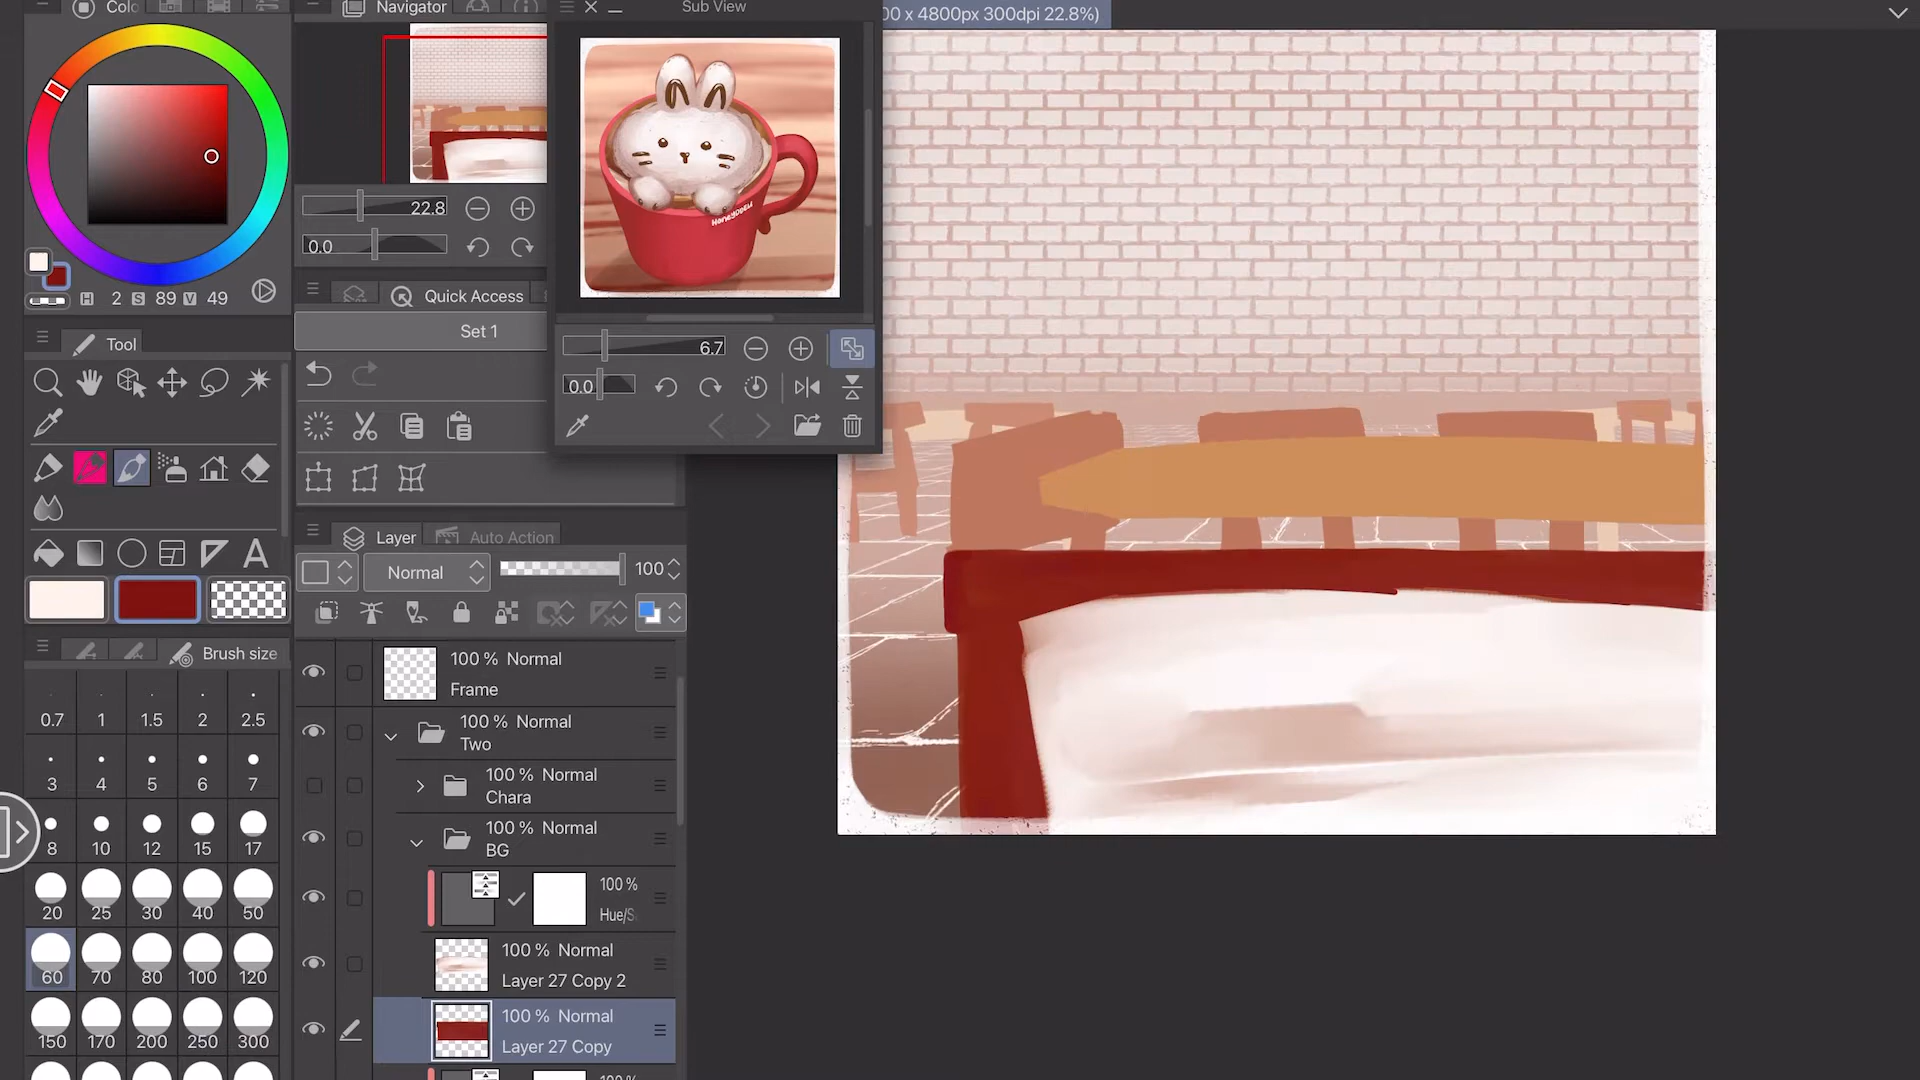 Colo
Navigator
Sub View
00 x 4800px 300dpi 22.8%)
HoneyDoew
22.8
0.0
H 2 S 89 V 49
Quick Access
Set 1
6.7
0.0
Tool
A
Layer
Auto Action
Normal
100
Brush size
0.7 1 1.5 2 2.5
3 4 5 6 7
8 10 12 15 17
20 25 30 40 50
60 70 80 100 120
150 170 200 250 300
100 % Normal
Frame
100 % Normal
Two
100 % Normal
Chara
100 % Normal
BG
100 %
Hue/S
100 % Normal
Layer 27 Copy 2
100 % Normal
Layer 27 Copy